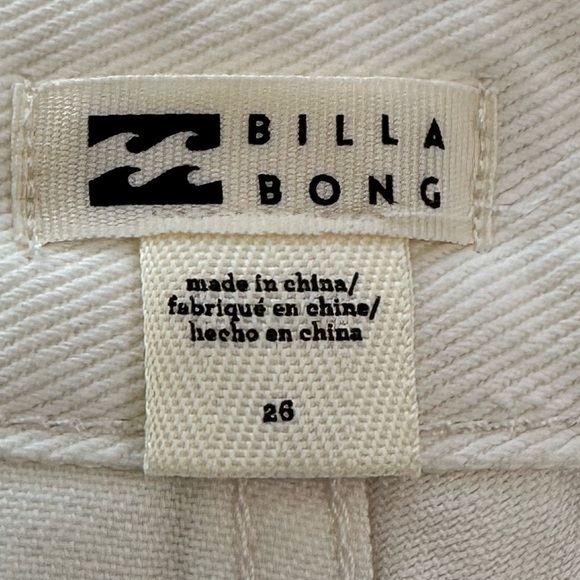 BILLA
BONG
made in china/
fabriqué en chine/
hecho en china
26